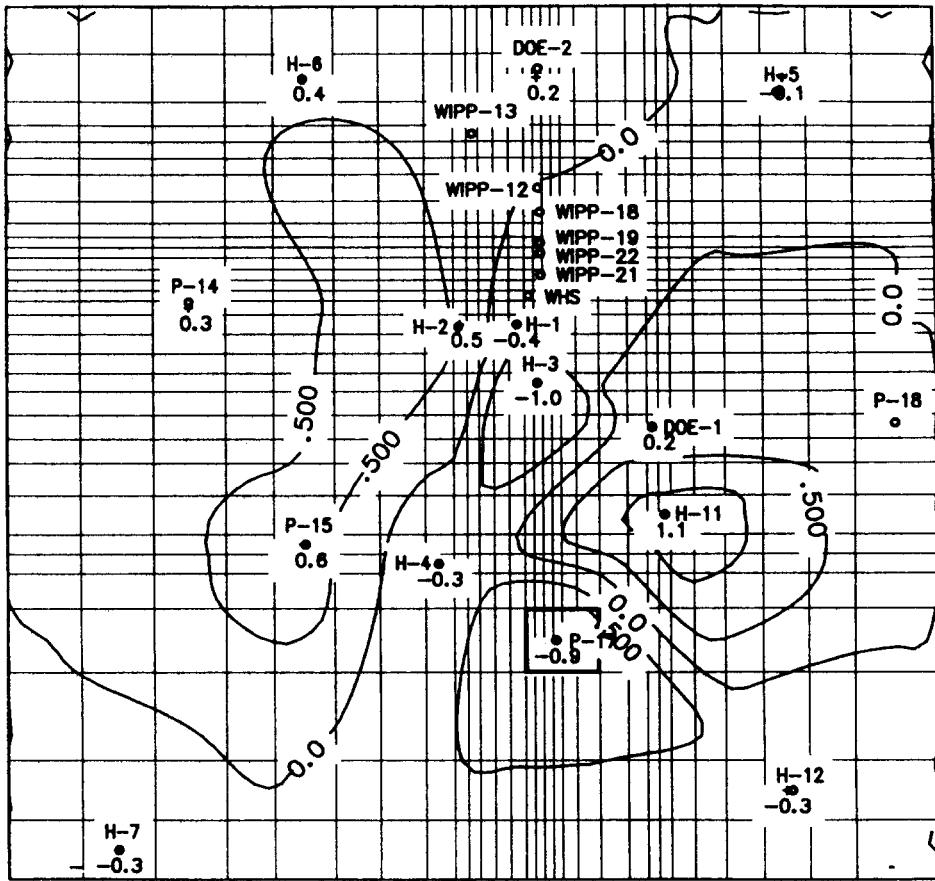 DOE-2
0.2
H-6
0.4
H-5
-0.1
WIPP-13
0.0
WIPP-12
WIPP-18
WIPP-19
WIPP-22
WIPP-21
WHS
P-14
0.3
0.0
H-2
0.5
H-1
-0.4
H-3
-1.0
P-18
.500
.500
DOE-1
0.2
.500
H-11
1.1
P-15
0.6
H-4
-0.3
0.0
-0.9
0.0
H-12
-0.3
H-7
-0.3